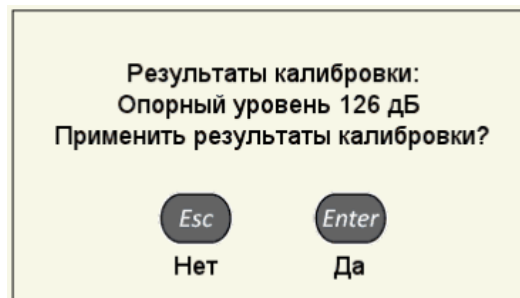 Результаты калибровки:
Опорный уровень 126 дБ
Применить результаты калибровки?
Esc Enter
Нет Да